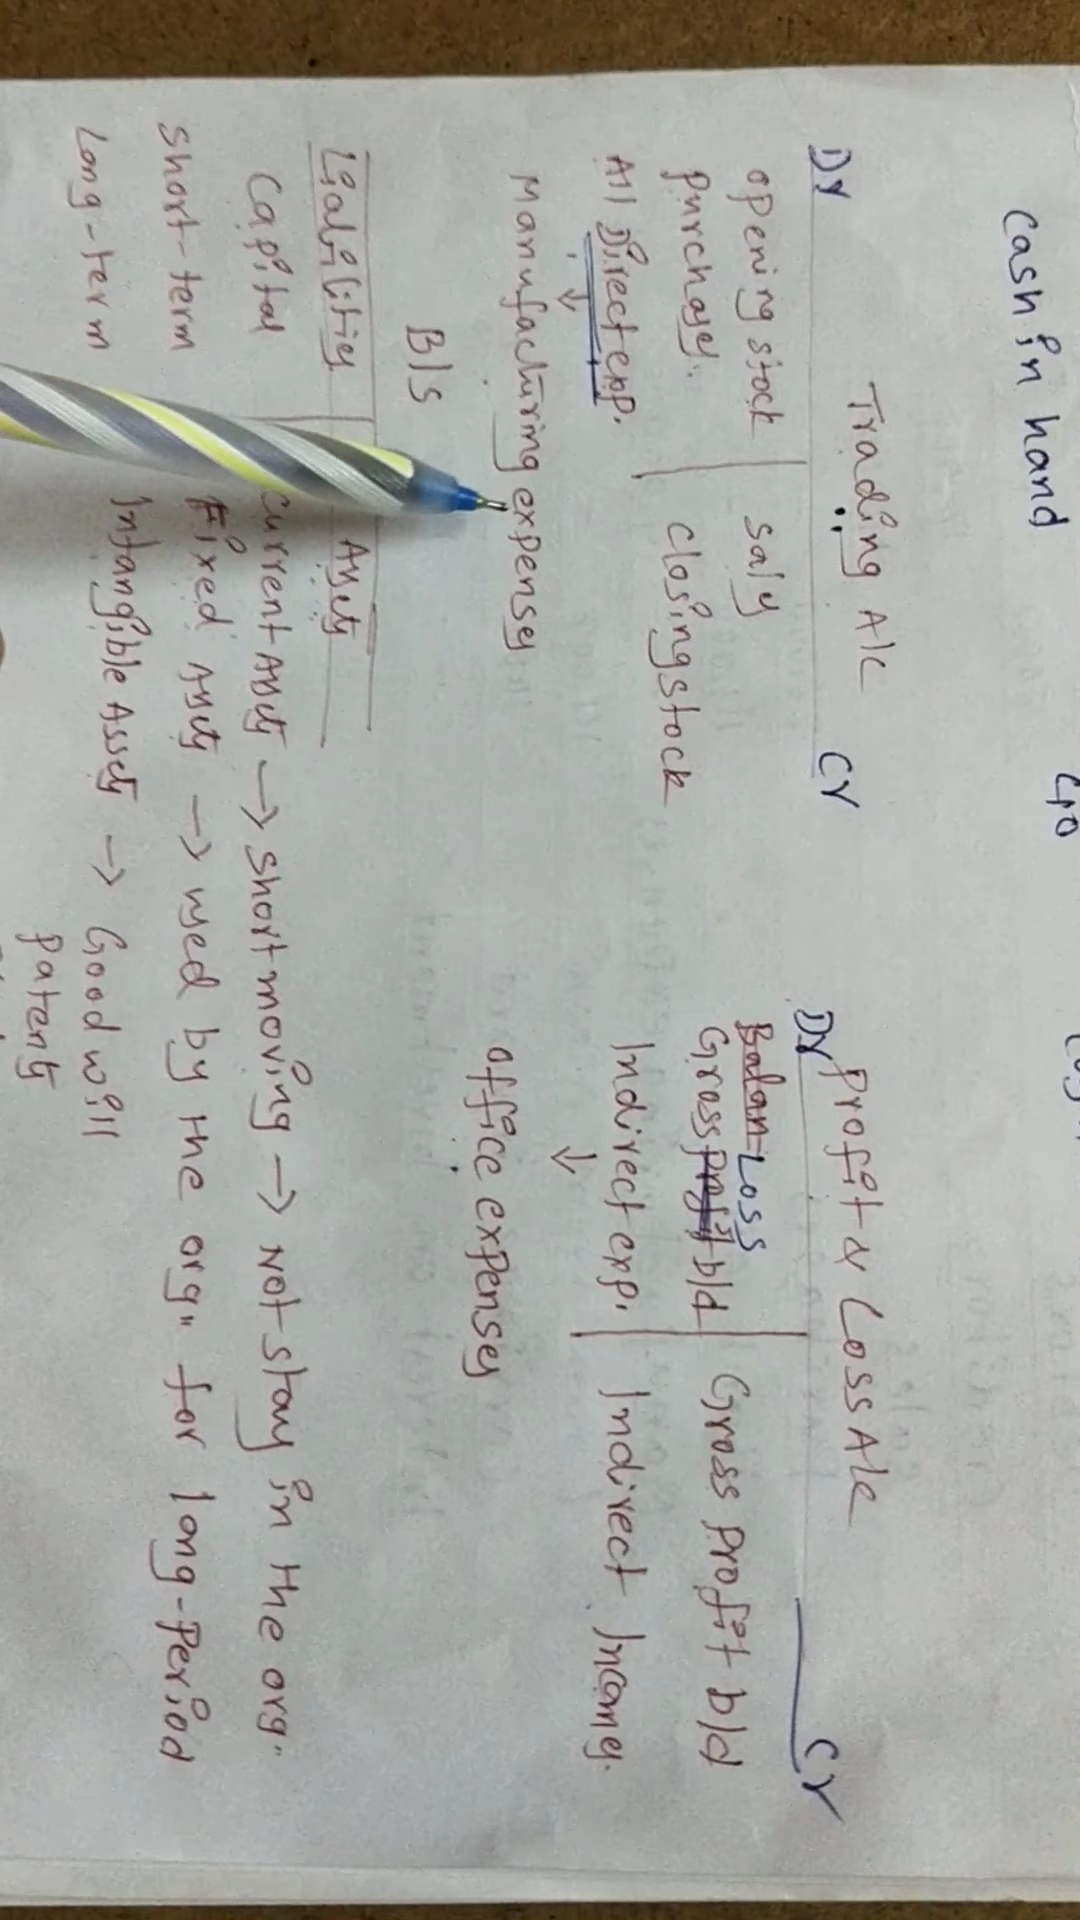 Cash in hand
Trading A/c
Dr Cr
opening stock sales
purchases. closing stock
All Direct exp.
Manufacturing expenses
Profit & Loss A/c
Dr Cr
Loss
Gross b/d Gross profit b/d
Indirect exp. Indirect Incomes.
office expenses
B/s
Liabilities Assets
Capital current Assets → short moving → Not stay in the org.
short-term Fixed Assets → used by the org" for long-Period
Long-term Intangible Assets → Good will
patents